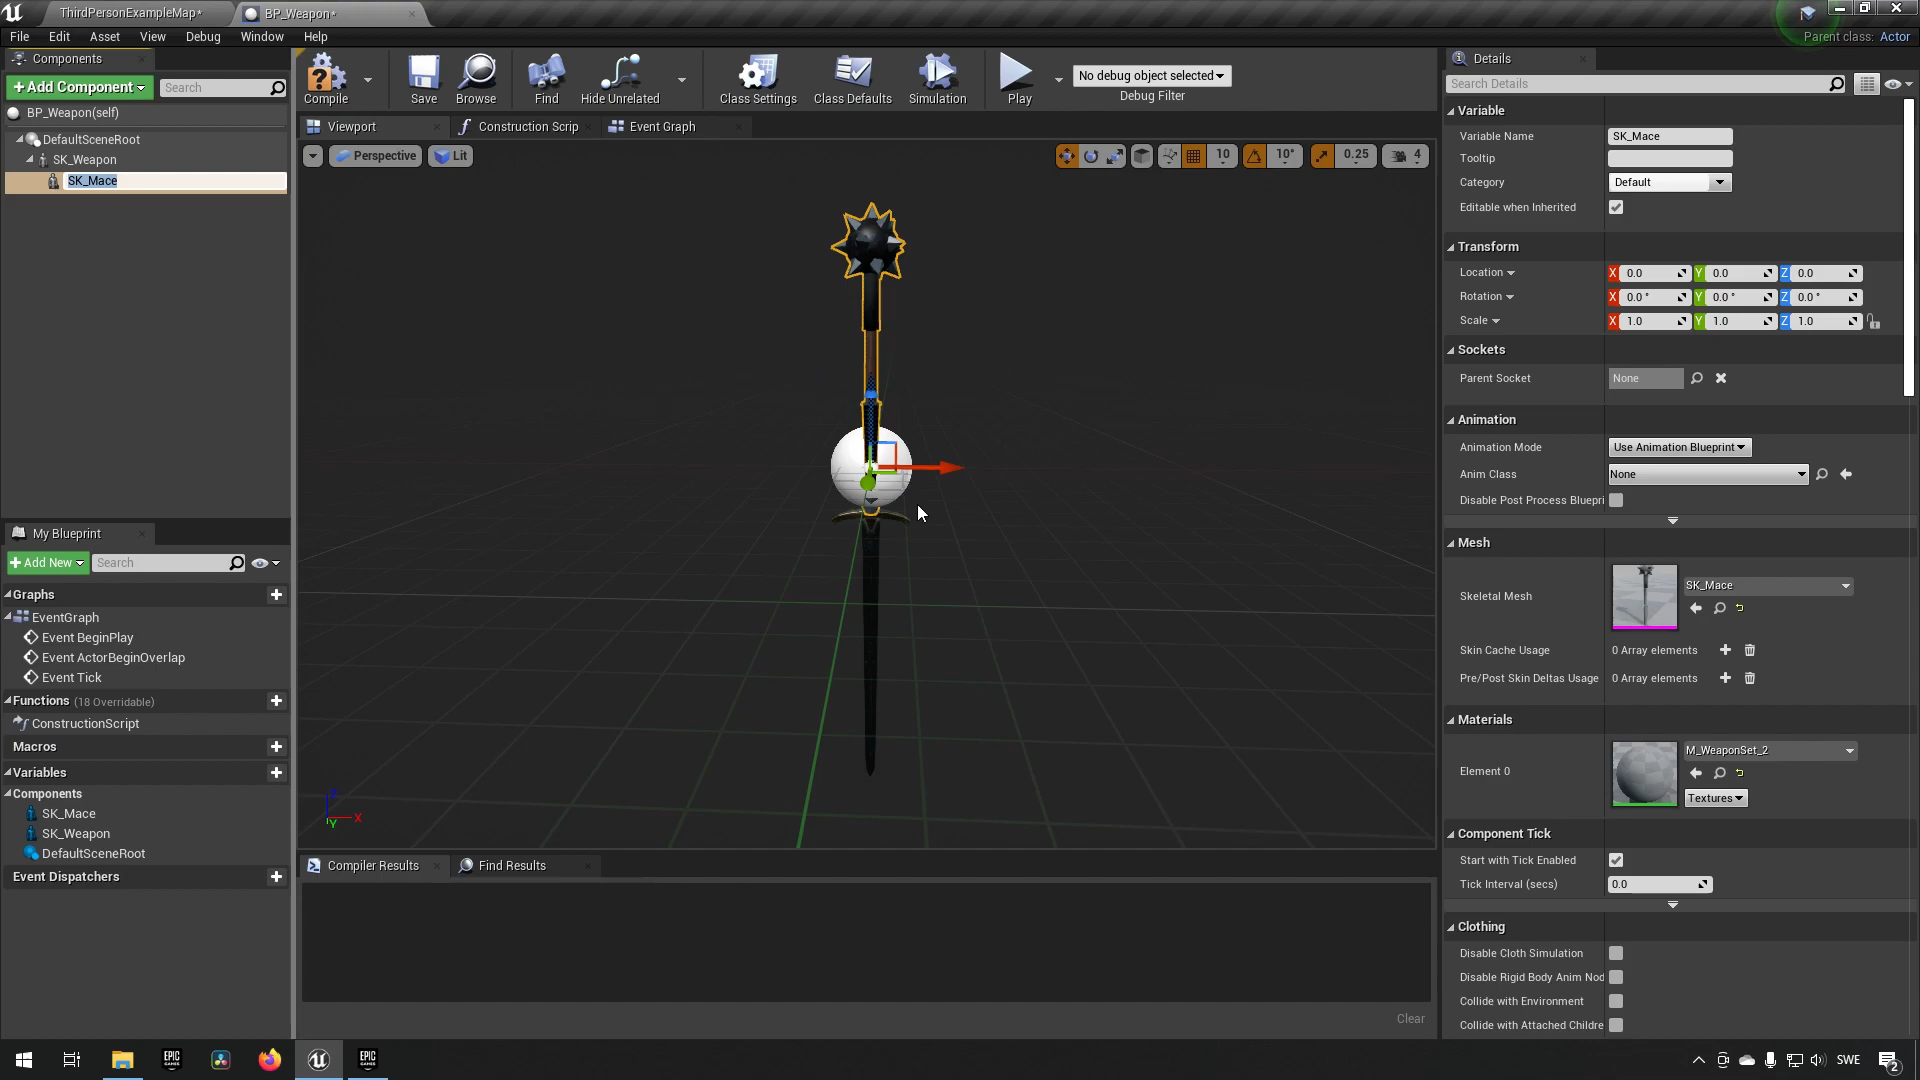 ThirdPersonExampleMap*
BP_Weapon*
File Edit Asset View Debug Window Help
Parent class: Actor
Components
+Add Component
Search
BP_Weapon(self)
DefaultSceneRoot
SK_Weapon
SK_Mace
Compile
Save
Browse
Find
Hide Unrelated
Class Settings
Class Defaults
Simulation
Play
No debug object selected
Debug Filter
Viewport
Construction Scrip
Event Graph
Perspective
Lit
10
10°
0.25
4
X
Z
Y
X
My Blueprint
+Add New
Search
Graphs
EventGraph
Event BeginPlay
Event ActorBeginOverlap
Event Tick
Functions (18 Overridable)
ConstructionScript
Macros
Variables
Components
SK_Mace
SK_Weapon
DefaultSceneRoot
Event Dispatchers
Compiler Results
Find Results
Clear
Details
Search Details
Variable
Variable Name SK_Mace
Tooltip
Category Default
Editable when Inherited
Transform
Location X 0.0 Y 0.0 Z 0.0
Rotation X 0.0° Y 0.0° Z 0.0°
Scale X 1.0 Y 1.0 Z 1.0
Sockets
Parent Socket None
Animation
Animation Mode Use Animation Blueprint
Anim Class None
Disable Post Process Bluepri
Mesh
Skeletal Mesh SK_Mace
Skin Cache Usage 0 Array elements
Pre/Post Skin Deltas Usage 0 Array elements
Materials
Element 0 M_WeaponSet_2
Textures
Component Tick
Start with Tick Enabled
Tick Interval (secs) 0.0
Clothing
Disable Cloth Simulation
Disable Rigid Body Anim Nod
Collide with Environment
Collide with Attached Childre
EPIC GAMES
EPIC GAMES
SWE
2